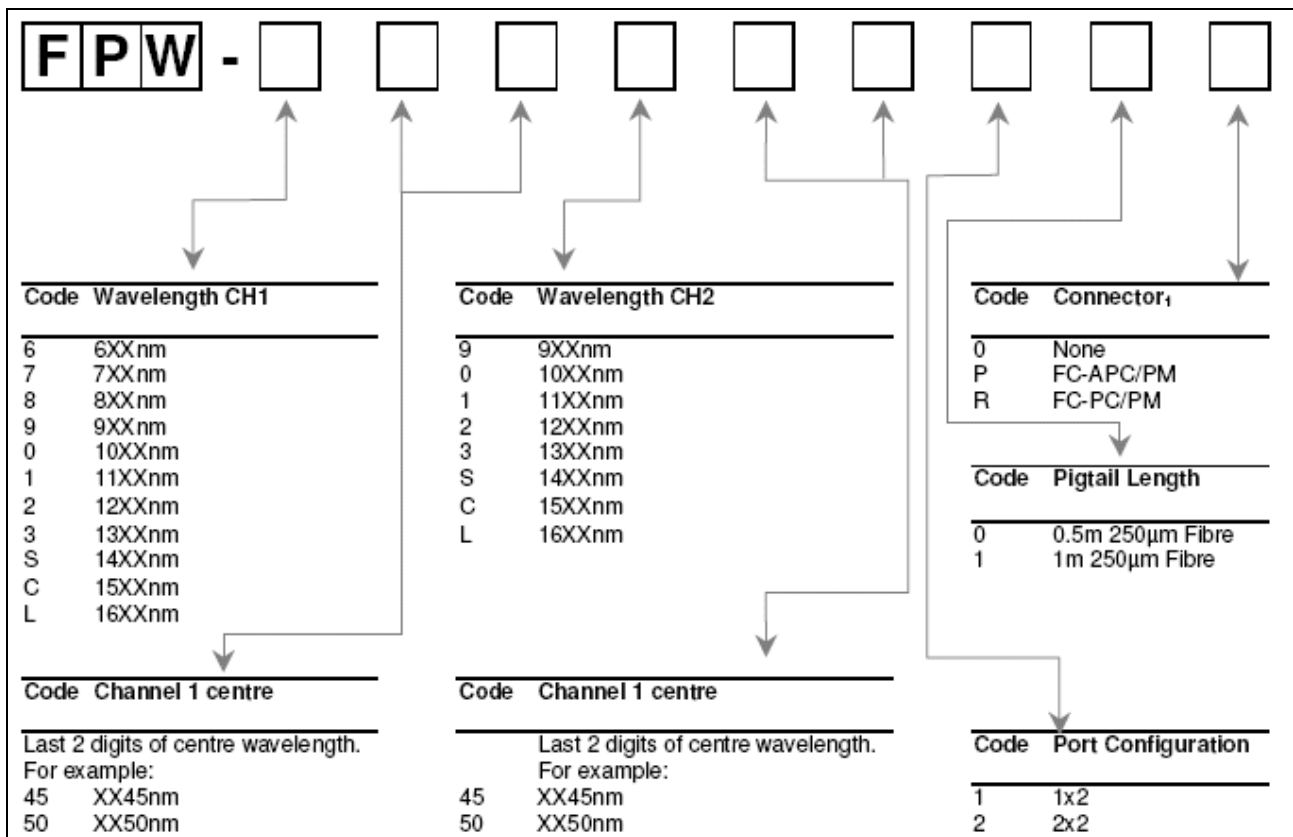 FPW -
Code Wavelength CH1
6 6XXnm
7 7XXnm
8 8XXnm
9 9XXnm
0 10XXnm
1 11XXnm
2 12XXnm
3 13XXnm
S 14XXnm
C 15XXnm
L 16XXnm
Code Wavelength CH2
9 9XXnm
0 10XXnm
1 11XXnm
2 12XXnm
3 13XXnm
S 14XXnm
C 15XXnm
L 16XXnm
Code Connector₁
0 None
P FC-APC/PM
R FC-PC/PM
Code Pigtail Length
0 0.5m 250µm Fibre
1 1m 250µm Fibre
Code Channel 1 centre
Last 2 digits of centre wavelength.
For example:
45 XX45nm
50 XX50nm
Code Channel 1 centre
Last 2 digits of centre wavelength.
For example:
45 XX45nm
50 XX50nm
Code Port Configuration
1 1x2
2 2x2